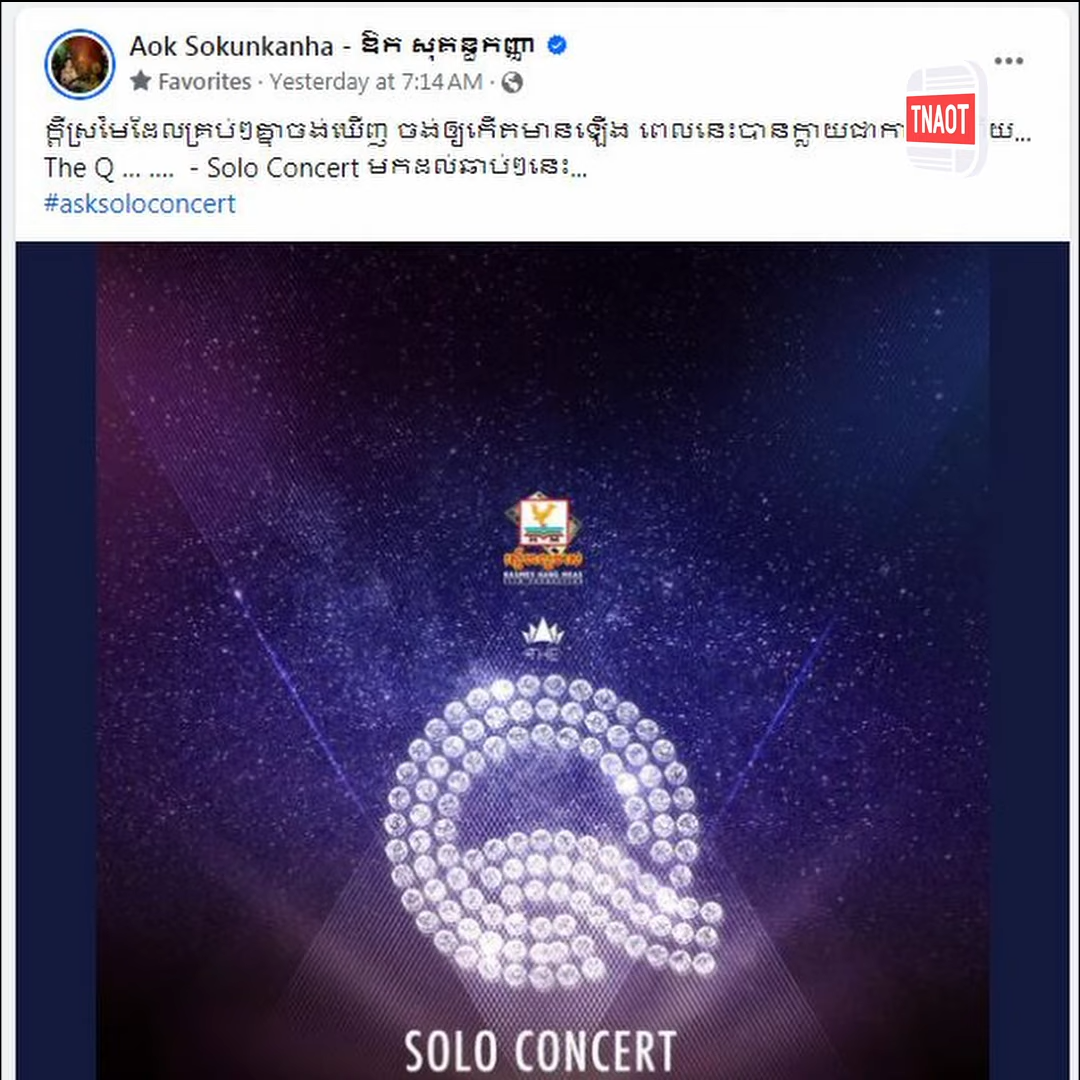 Aok Sokunkanha - ឱក សុគន្ធកញ្ញា
Favorites · Yesterday at 7:14 AM ·
ក្តីស្រមៃដែលគ្រប់ៗគ្នាចង់ឃើញ ចង់ឲ្យកើតមានឡើង ពេលនេះបានក្លាយជាកា
TNAOT
The Q ... .... - Solo Concert មកដល់ឆាប់ៗនេះ...
#asksoloconcert
RASMEY HANG MEAS
THE
Q
SOLO CONCERT